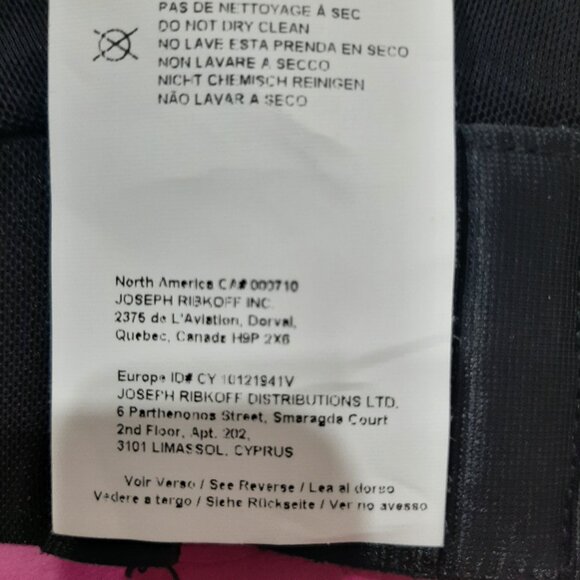 PAS DE NETTOYAGE À SEC
DO NOT DRY CLEAN
NO LAVE ESTA PRENDA EN SECO
NON LAVARE A SECCO
NICHT CHEMISCH REINIGEN
NÃO LAVAR A SECO
North America CA# 000710
JOSEPH RIBKOFF INC.
2375 de L'Aviation, Dorval,
Quebec, Canada H9P 2X6
Europe ID# CY 10121941V
JOSEPH RIBKOFF DISTRIBUTIONS LTD.
6 Parthenonos Street, Smaragda Court
2nd Floor, Apt. 202,
3101 LIMASSOL, CYPRUS
Voir Verso / See Reverse / Lea al dorso
Vedere a tergo / Siehe Rückseite / Ver no avesso